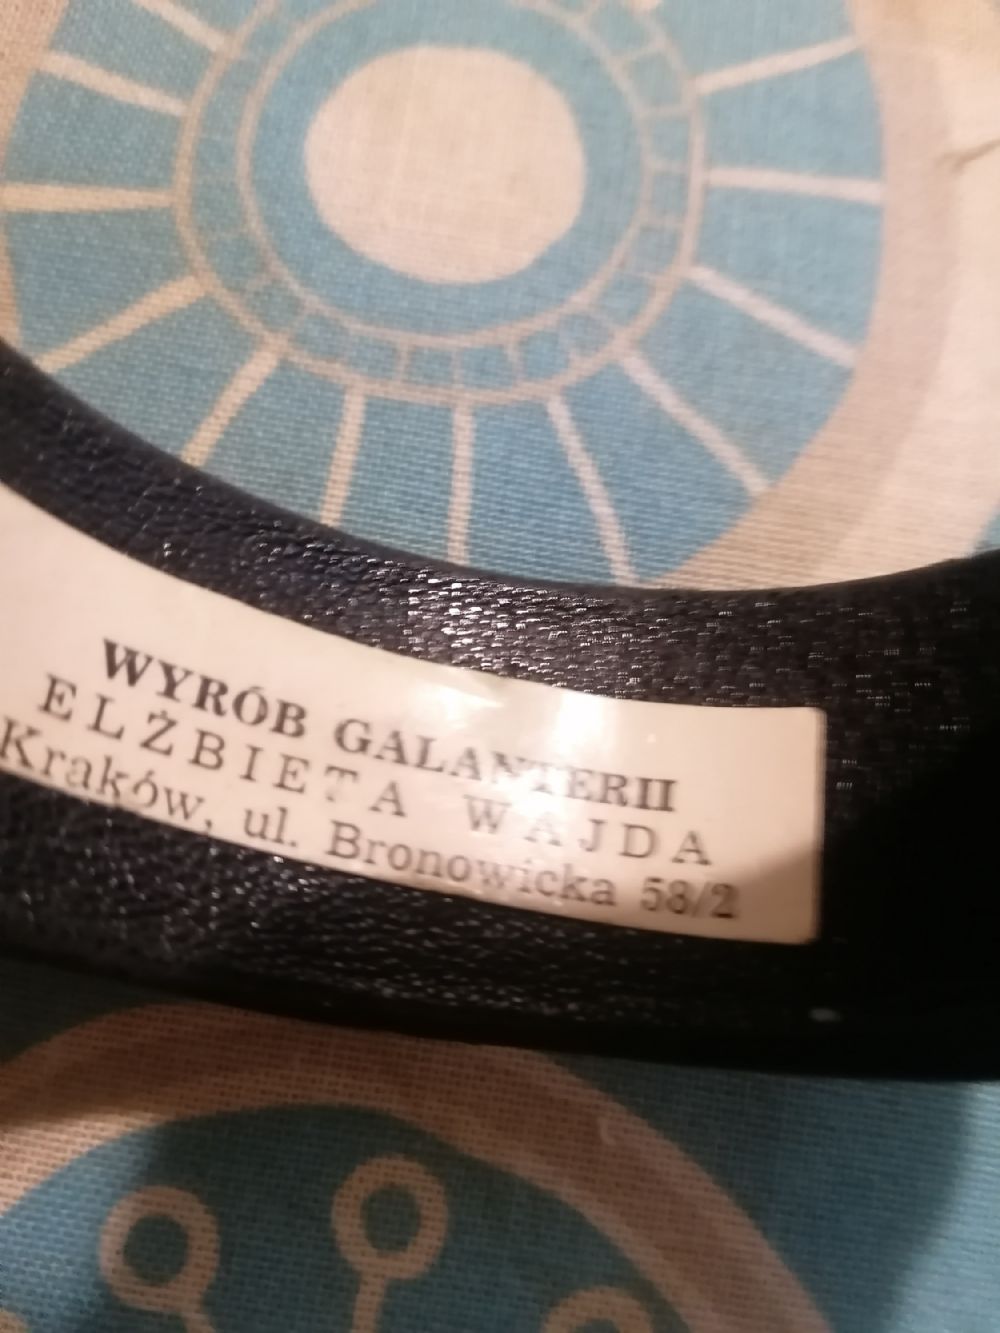 WYRÓB GALANTERII
ELŻBIETA WAJDA
Kraków, ul. Bronowicka 58/2